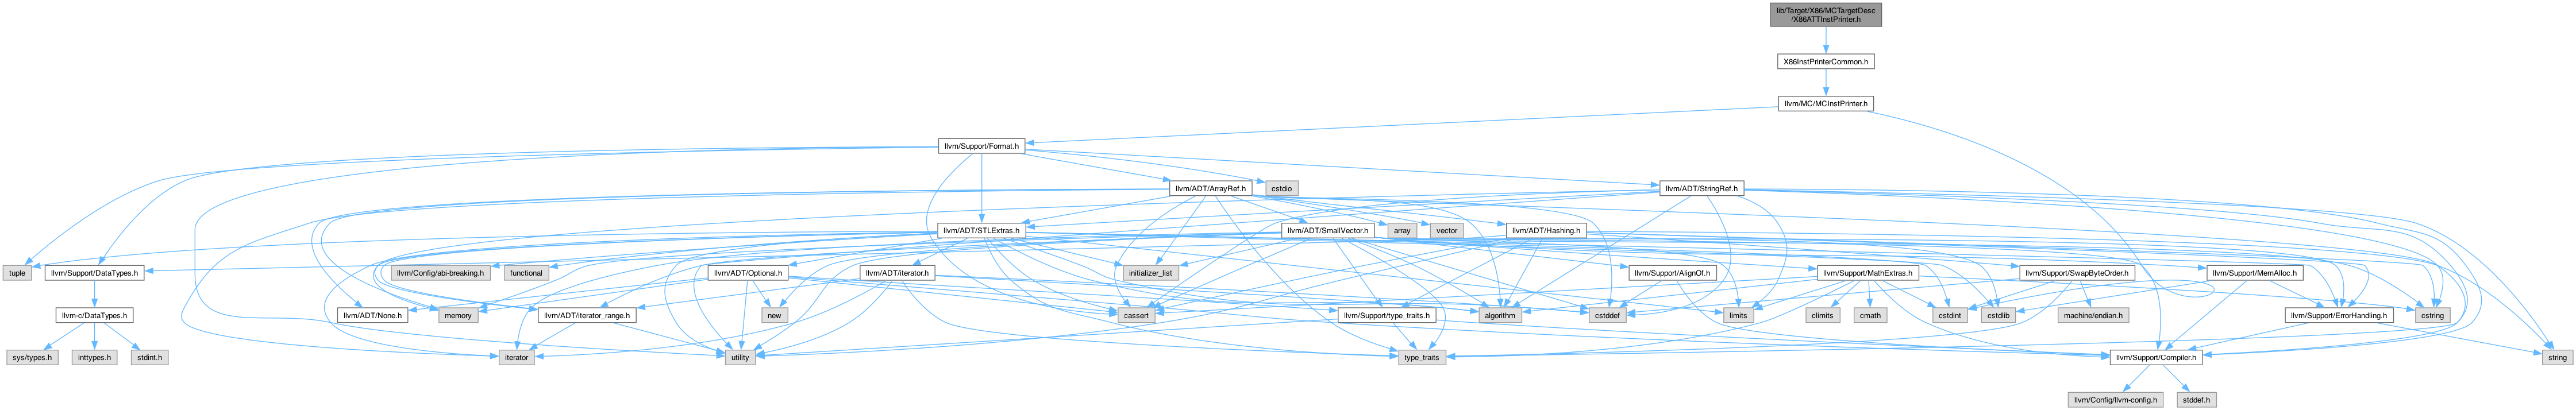 lib/Target/X86/MCTargetDesc
/X86ATTInstPrinter.h
X86InstPrinterCommon.h
llvm/MC/MCInstPrinter.h
llvm/Support/Format.h
llvm/ADT/ArrayRef.h
cstdio
llvm/ADT/StringRef.h
llvm/ADT/STLExtras.h
llvm/ADT/SmallVector.h
array
vector
llvm/ADT/Hashing.h
tuple
llvm/Support/DataTypes.h
llvm/Config/abi-breaking.h
functional
llvm/ADT/Optional.h
llvm/ADT/iterator.h
initializer_list
llvm/Support/AlignOf.h
llvm/Support/MathExtras.h
llvm/Support/SwapByteOrder.h
llvm/Support/MemAlloc.h
llvm-c/DataTypes.h
llvm/ADT/None.h
memory
llvm/ADT/iterator_range.h
new
cassert
llvm/Support/type_traits.h
algorithm
cstddef
limits
climits
cmath
cstdint
cstdlib
machine/endian.h
llvm/Support/ErrorHandling.h
cstring
sys/types.h
inttypes.h
stdint.h
iterator
utility
type_traits
llvm/Support/Compiler.h
string
llvm/Config/llvm-config.h
stddef.h